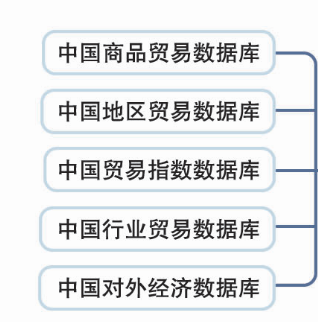 中国商品贸易数据库
中国地区贸易数据库
中国贸易指数数据库
中国行业贸易数据库
中国对外经济数据库